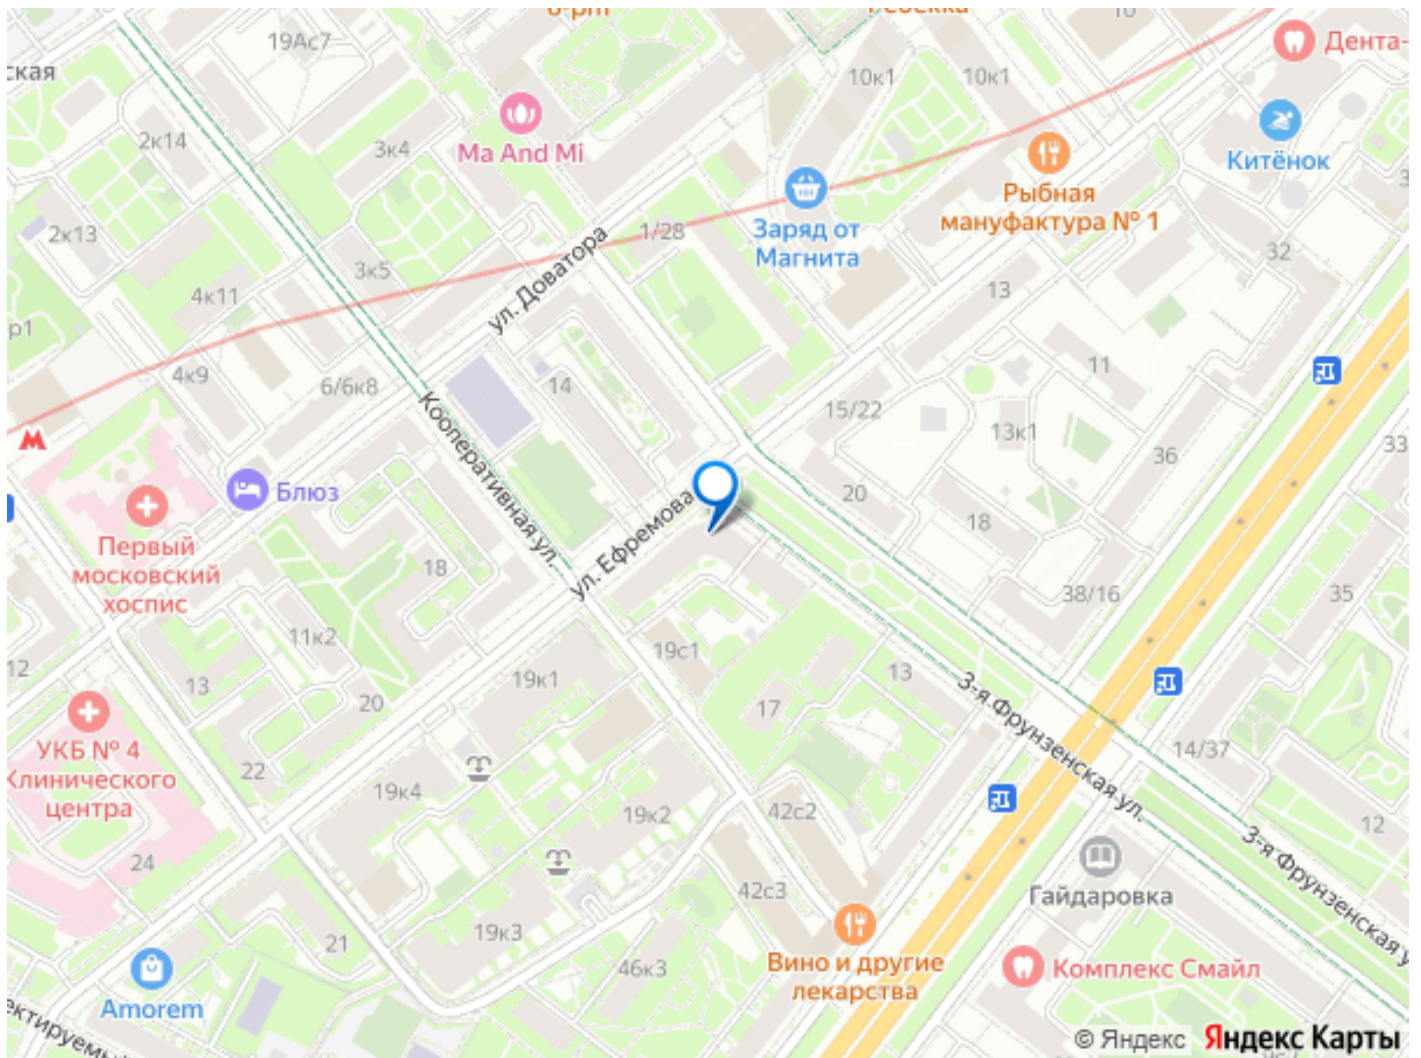 19Ас7
10к1
10к1
Дента-
ская
2к14
3к4
Ma And Mi
Китёнок
Рыбная
мануфактура № 1
Заряд от
Магнита
2к13
3к5
1/28
ул. Доватора
32
4к11
13
р1
4к9
6/6к8
14
11
15/22
13к1
Кооперативная ул.
36
33
Блюз
20
18
ул. Ефремова
Первый
московский
хоспис
18
38/16
35
11к2
12
13
19к1
19с1
13
3-я Фрунзенская ул.
20
17
УКБ № 4
Клинического
центра
22
14/37
19к4
19к2
42с2
12
3-я Фрунзенская у
24
Гайдаровка
42с3
21
19к3
46к3
Вино и другие
лекарства
Комплекс Смайл
Amorem
ектируемы
© Яндекс Яндекс Карты